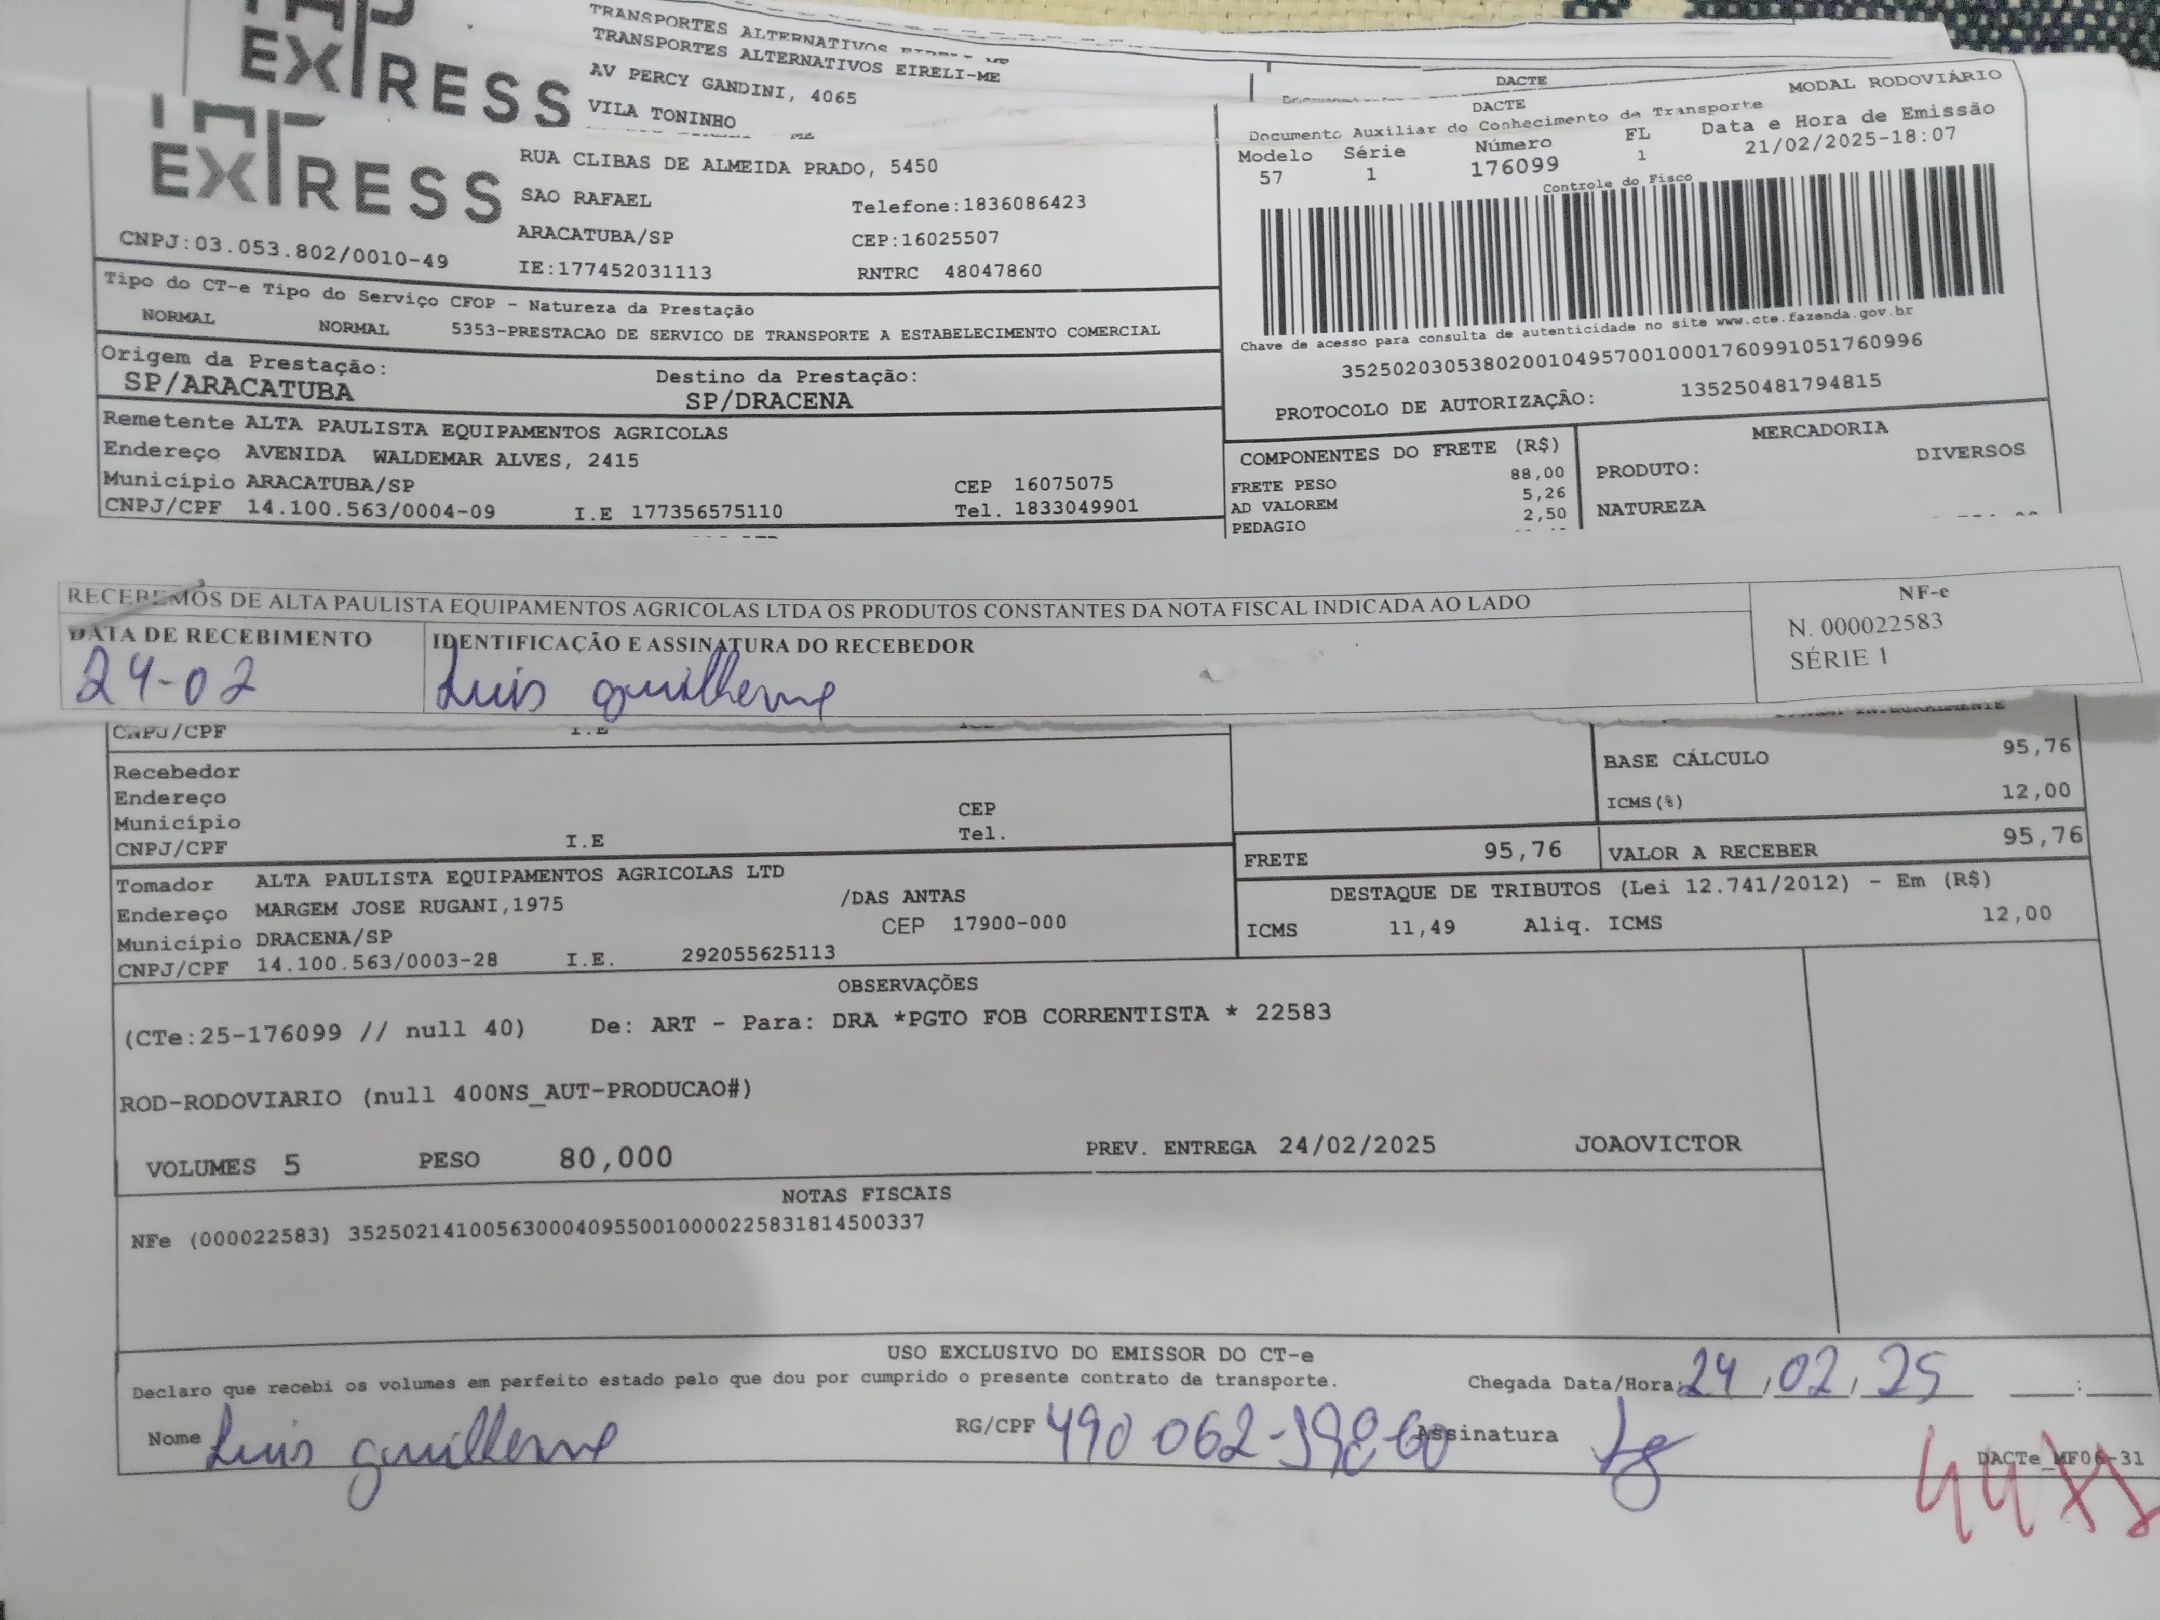 EXPRESS
TRANSPORTES ALTERNATIVOS
TRANSPORTES ALTERNATIVOS EIRELI-ME
AV PERCY GANDINI, 4065
VILA TONINHO
DACTE
MODAL RODOVIÁRIO
EXPRESS
RUA CLIBAS DE ALMEIDA PRADO, 5450
SAO RAFAEL Telefone:1836086423
ARACATUBA/SP CEP:16025507
CNPJ:03.053.802/0010-49 IE:177452031113 RNTRC 48047860
DACTE
Documento Auxiliar do Conhecimento de Transporte
Modelo Série Número FL Data e Hora de Emissão
57 1 176099 1 21/02/2025-18:07
Controle do Fisco
Chave de acesso para consulta de autenticidade no site www.cte.fazenda.gov.br
35250203053802001049570010001760991051760996
PROTOCOLO DE AUTORIZAÇÃO: 135250481794815
Tipo do CT-e Tipo do Serviço CFOP - Natureza da Prestação
NORMAL NORMAL 5353-PRESTACAO DE SERVICO DE TRANSPORTE A ESTABELECIMENTO COMERCIAL
Origem da Prestação: Destino da Prestação:
SP/ARACATUBA SP/DRACENA
Remetente ALTA PAULISTA EQUIPAMENTOS AGRICOLAS
Endereço AVENIDA WALDEMAR ALVES, 2415
Município ARACATUBA/SP CEP 16075075
CNPJ/CPF 14.100.563/0004-09 I.E 177356575110 Tel. 1833049901
COMPONENTES DO FRETE (R$) MERCADORIA
FRETE PESO 88,00 PRODUTO: DIVERSOS
AD VALOREM 5,26
PEDAGIO 2,50 NATUREZA
RECEBEMOS DE ALTA PAULISTA EQUIPAMENTOS AGRICOLAS LTDA OS PRODUTOS CONSTANTES DA NOTA FISCAL INDICADA AO LADO
DATA DE RECEBIMENTO IDENTIFICAÇÃO E ASSINATURA DO RECEBEDOR
24-02 Luis guilherme
NF-e
N. 000022583
SÉRIE 1
CNPJ/CPF I.E
Recebedor
Endereço
Município CEP
CNPJ/CPF I.E Tel.
BASE CÁLCULO 95,76
ICMS(%) 12,00
FRETE 95,76 VALOR A RECEBER 95,76
Tomador ALTA PAULISTA EQUIPAMENTOS AGRICOLAS LTD
Endereço MARGEM JOSE RUGANI,1975 /DAS ANTAS
Município DRACENA/SP CEP 17900-000
CNPJ/CPF 14.100.563/0003-28 I.E. 292055625113
DESTAQUE DE TRIBUTOS (Lei 12.741/2012) - Em (R$)
ICMS 11,49 Aliq. ICMS 12,00
OBSERVAÇÕES
(CTe:25-176099 // null 40) De: ART - Para: DRA *PGTO FOB CORRENTISTA * 22583
ROD-RODOVIARIO (null 400NS_AUT-PRODUCAO#)
VOLUMES 5 PESO 80,000 PREV. ENTREGA 24/02/2025 JOAOVICTOR
NOTAS FISCAIS
NFe (000022583) 35250214100563000409550010000225831814500337
USO EXCLUSIVO DO EMISSOR DO CT-e
Declaro que recebi os volumes em perfeito estado pelo que dou por cumprido o presente contrato de transporte. Chegada Data/Hora: 24/02/25
Nome Luis guilherme RG/CPF Assinatura
DACTe_MF06-31